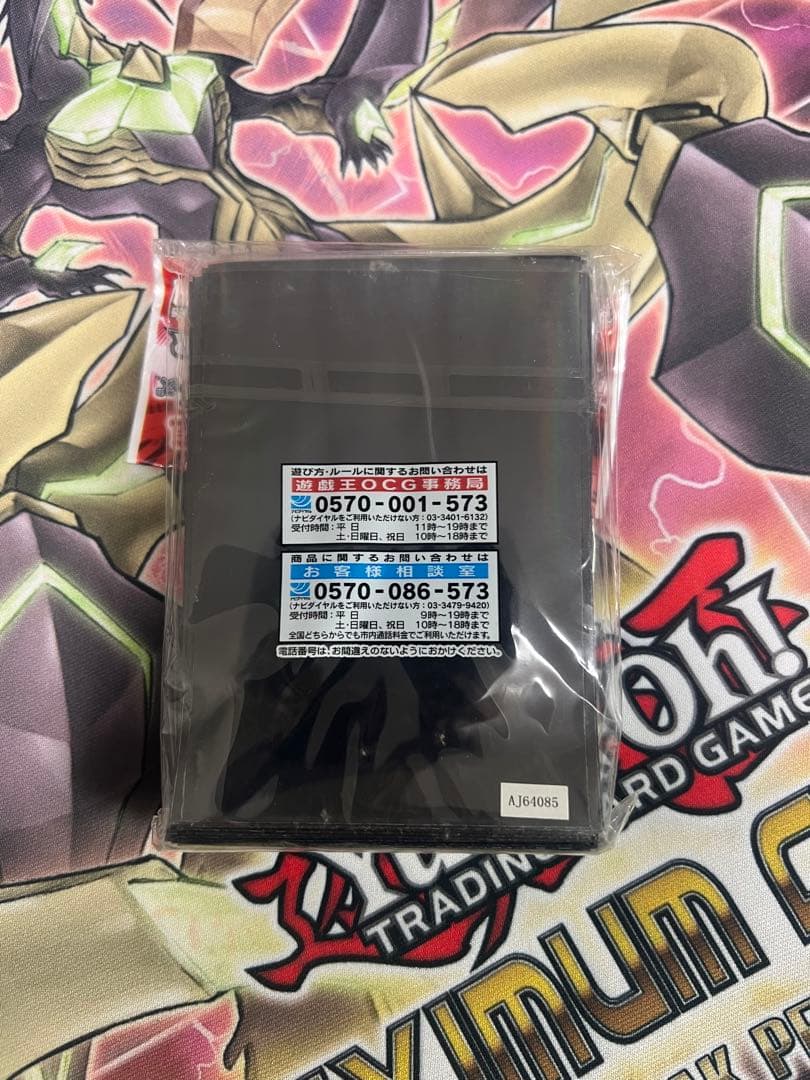 遊び方・ルールに関するお問い合わせは
遊戯王OCG事務局
0570-001-573
(ナビダイヤルをご利用いただけない方:03-3401-6132)
受付時間:平 日 11時〜19時まで
土・日曜日、祝日 10時〜18時まで
商品に関するお問い合わせは
お客様相談室
0570-086-573
(ナビダイヤルをご利用いただけない方:03-3479-9420)
受付時間:平 日 9時〜19時まで
土・日曜日、祝日 10時〜18時まで
全国どちらからでも市内通話料金でご利用いただけます。
電話番号は、お間違えのないようにおかけください。
AJ64085
Oh!
TRADING CARD GAME
MAXIMUM